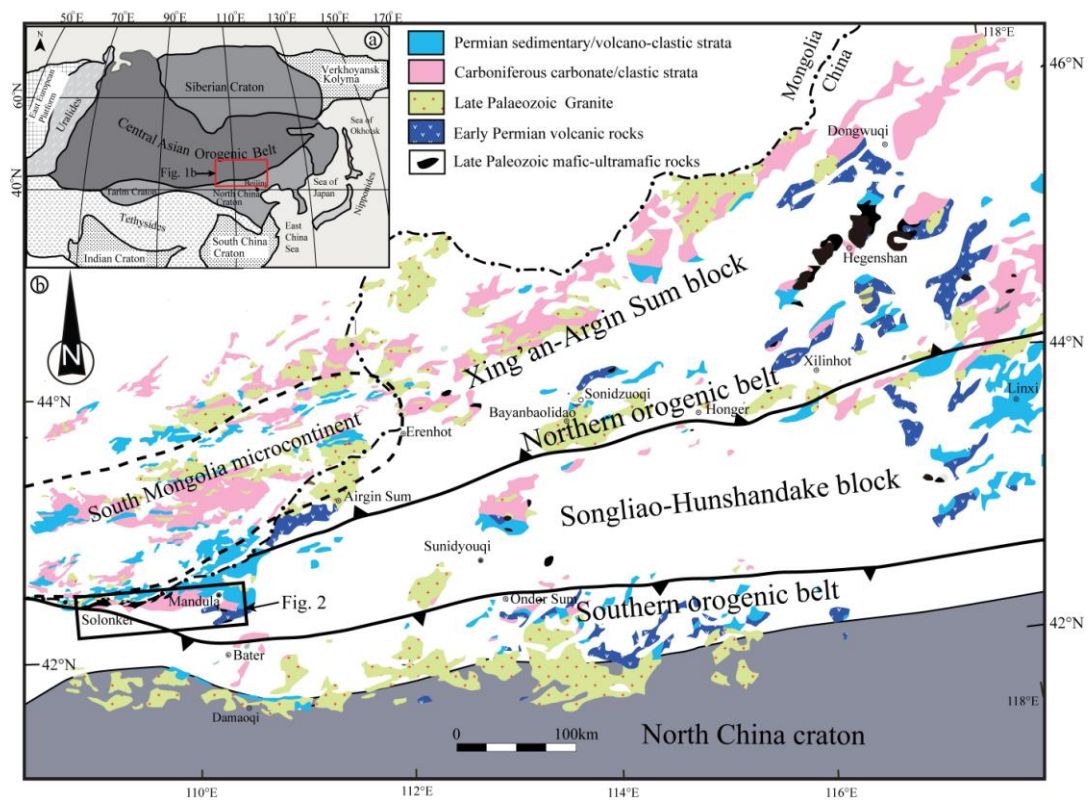 50°E 70°E 90°E 110°E 130°E 150°E 170°E
N
a
60°N
40°N
East European
Platform
Uralides
Siberian Craton
Verkhoyansk
Kolyma
Central Asian Orogenic Belt
Sea of
Okhotsk
Fig. 1b
Beijing
Tarim Craton
North China
Craton
Sea of
Japan
Nipponides
Tethysides
East
China
Sea
Indian Craton
South China
Craton
Permian sedimentary/volcano-clastic strata
Carboniferous carbonate/clastic strata
Late Palaeozoic Granite
Early Permian volcanic rocks
Late Paleozoic mafic-ultramafic rocks
b
N
Mongolia
China
118°E
46°N
Dongwuqi
Hegenshan
Xing'an-Argin Sum block
44°N
Xilinhot
Linxi
44°N
Sonidzuoqi
Bayanbaolidao
Honger
Northern orogenic belt
Erenhot
South Mongolia microcontinent
Airgin Sum
Songliao-Hunshandake block
Sunidyouqi
Mandula
Solonker
Fig. 2
Ondor Sum
Southern orogenic belt
42°N
Bater
42°N
118°E
Damaoqi
0 100km
North China craton
110°E 112°E 114°E 116°E